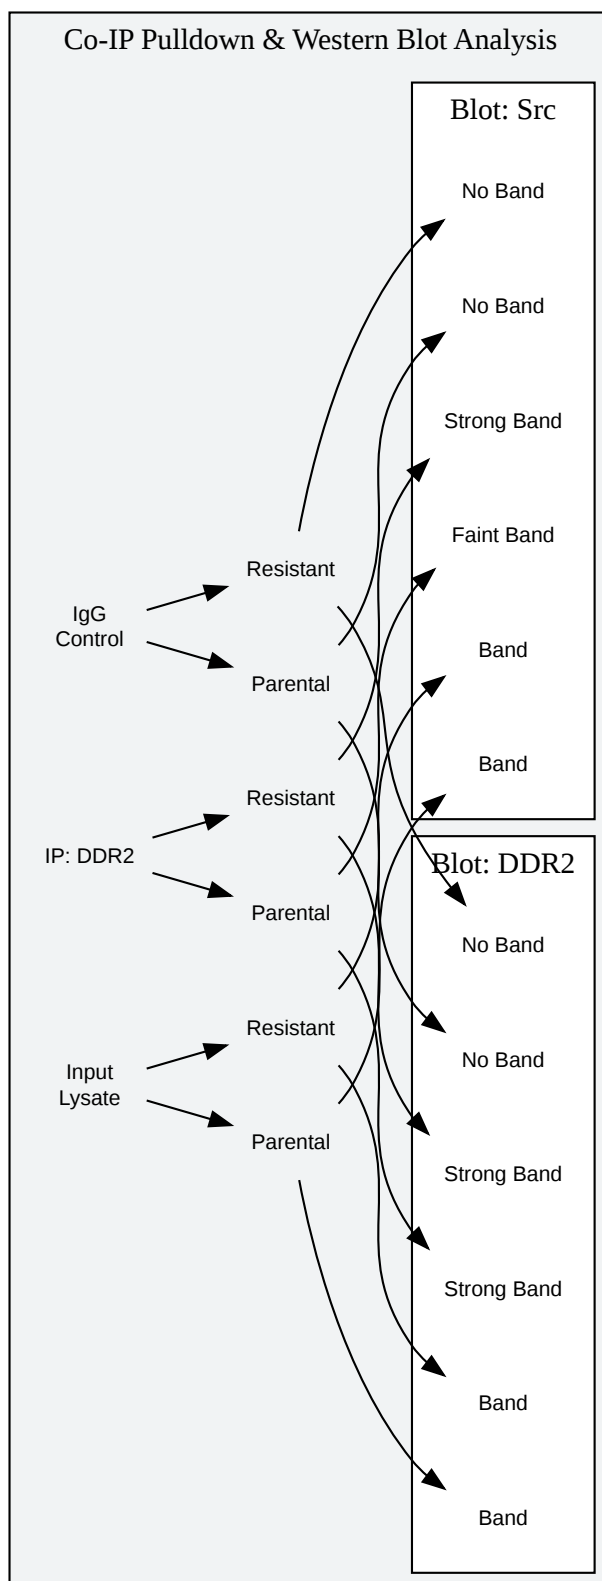 Co-IP Pulldown & Western Blot Analysis
Blot: Src
No Band
No Band
Strong Band
Faint Band
Band
Band
IgG
Control
IP: DDR2
Input
Lysate
Resistant
Parental
Resistant
Parental
Resistant
Parental
Blot: DDR2
No Band
No Band
Strong Band
Strong Band
Band
Band